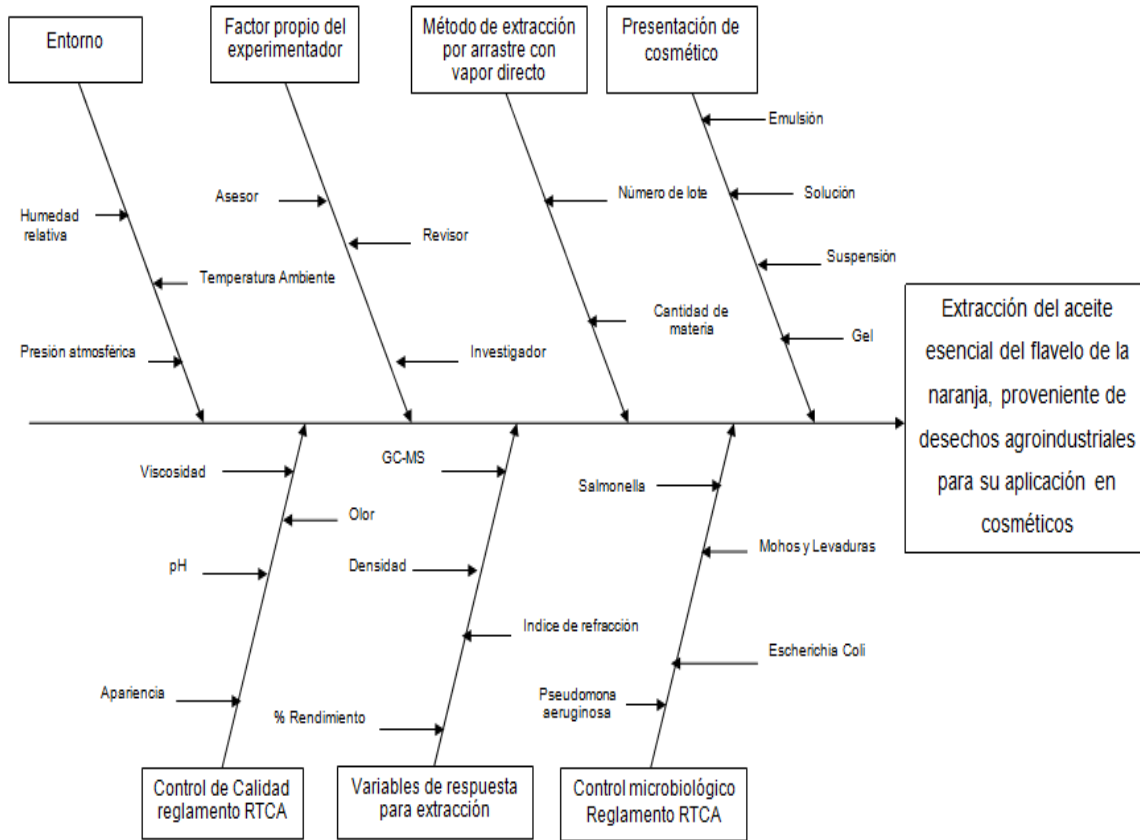 Entorno
Factor propio del
experimentador
Método de extracción
por arrastre con
vapor directo
Presentación de
cosmético
Humedad
relativa
Temperatura Ambiente
Presión atmosférica
Asesor
Revisor
Investigador
Número de lote
Cantidad de
materia
Emulsión
Solución
Suspensión
Gel
Extracción del aceite
esencial del flavelo de la
naranja, proveniente de
desechos agroindustriales
para su aplicación en
cosméticos
Viscosidad
Olor
pH
Apariencia
GC-MS
Densidad
Indice de refracción
% Rendimiento
Salmonella
Mohos y Levaduras
Escherichia Coli
Pseudomona
aeruginosa
Control de Calidad
reglamento RTCA
Variables de respuesta
para extracción
Control microbiológico
Reglamento RTCA